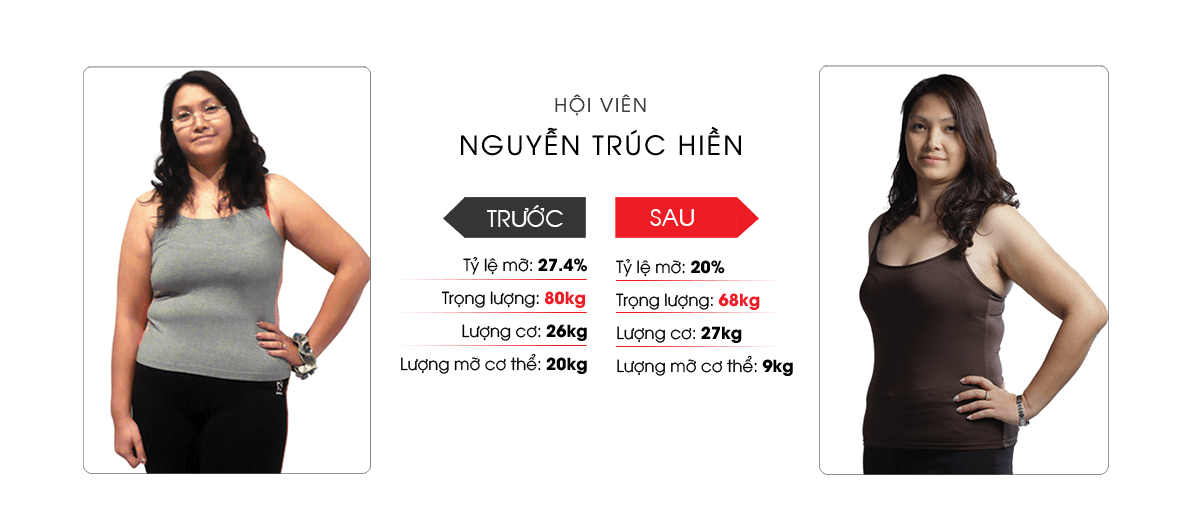 HỘI VIÊN
NGUYỄN TRÚC HIỀN
TRƯỚC
Tỷ lệ mỡ: 27.4%
Trọng lượng: 80kg
Lượng cơ: 26kg
Lượng mỡ cơ thể: 20kg
SAU
Tỷ lệ mỡ: 20%
Trọng lượng: 68kg
Lượng cơ: 27kg
Lượng mỡ cơ thể: 9kg